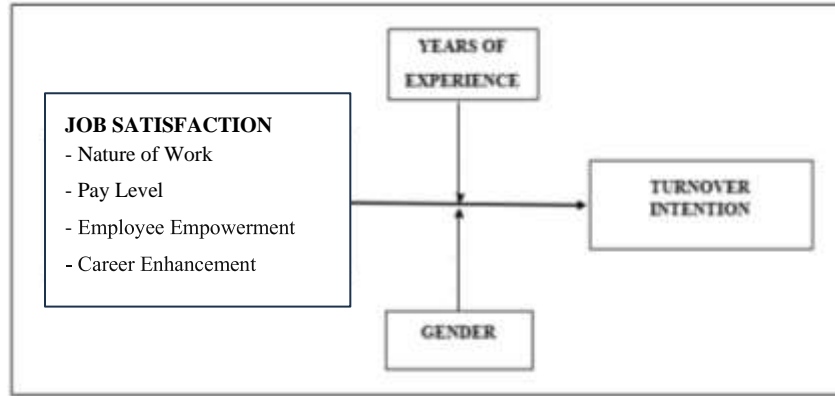 YEARS OF
EXPERIENCE
JOB SATISFACTION
- Nature of Work
- Pay Level
- Employee Empowerment
- Career Enhancement
TURNOVER
INTENTION
GENDER